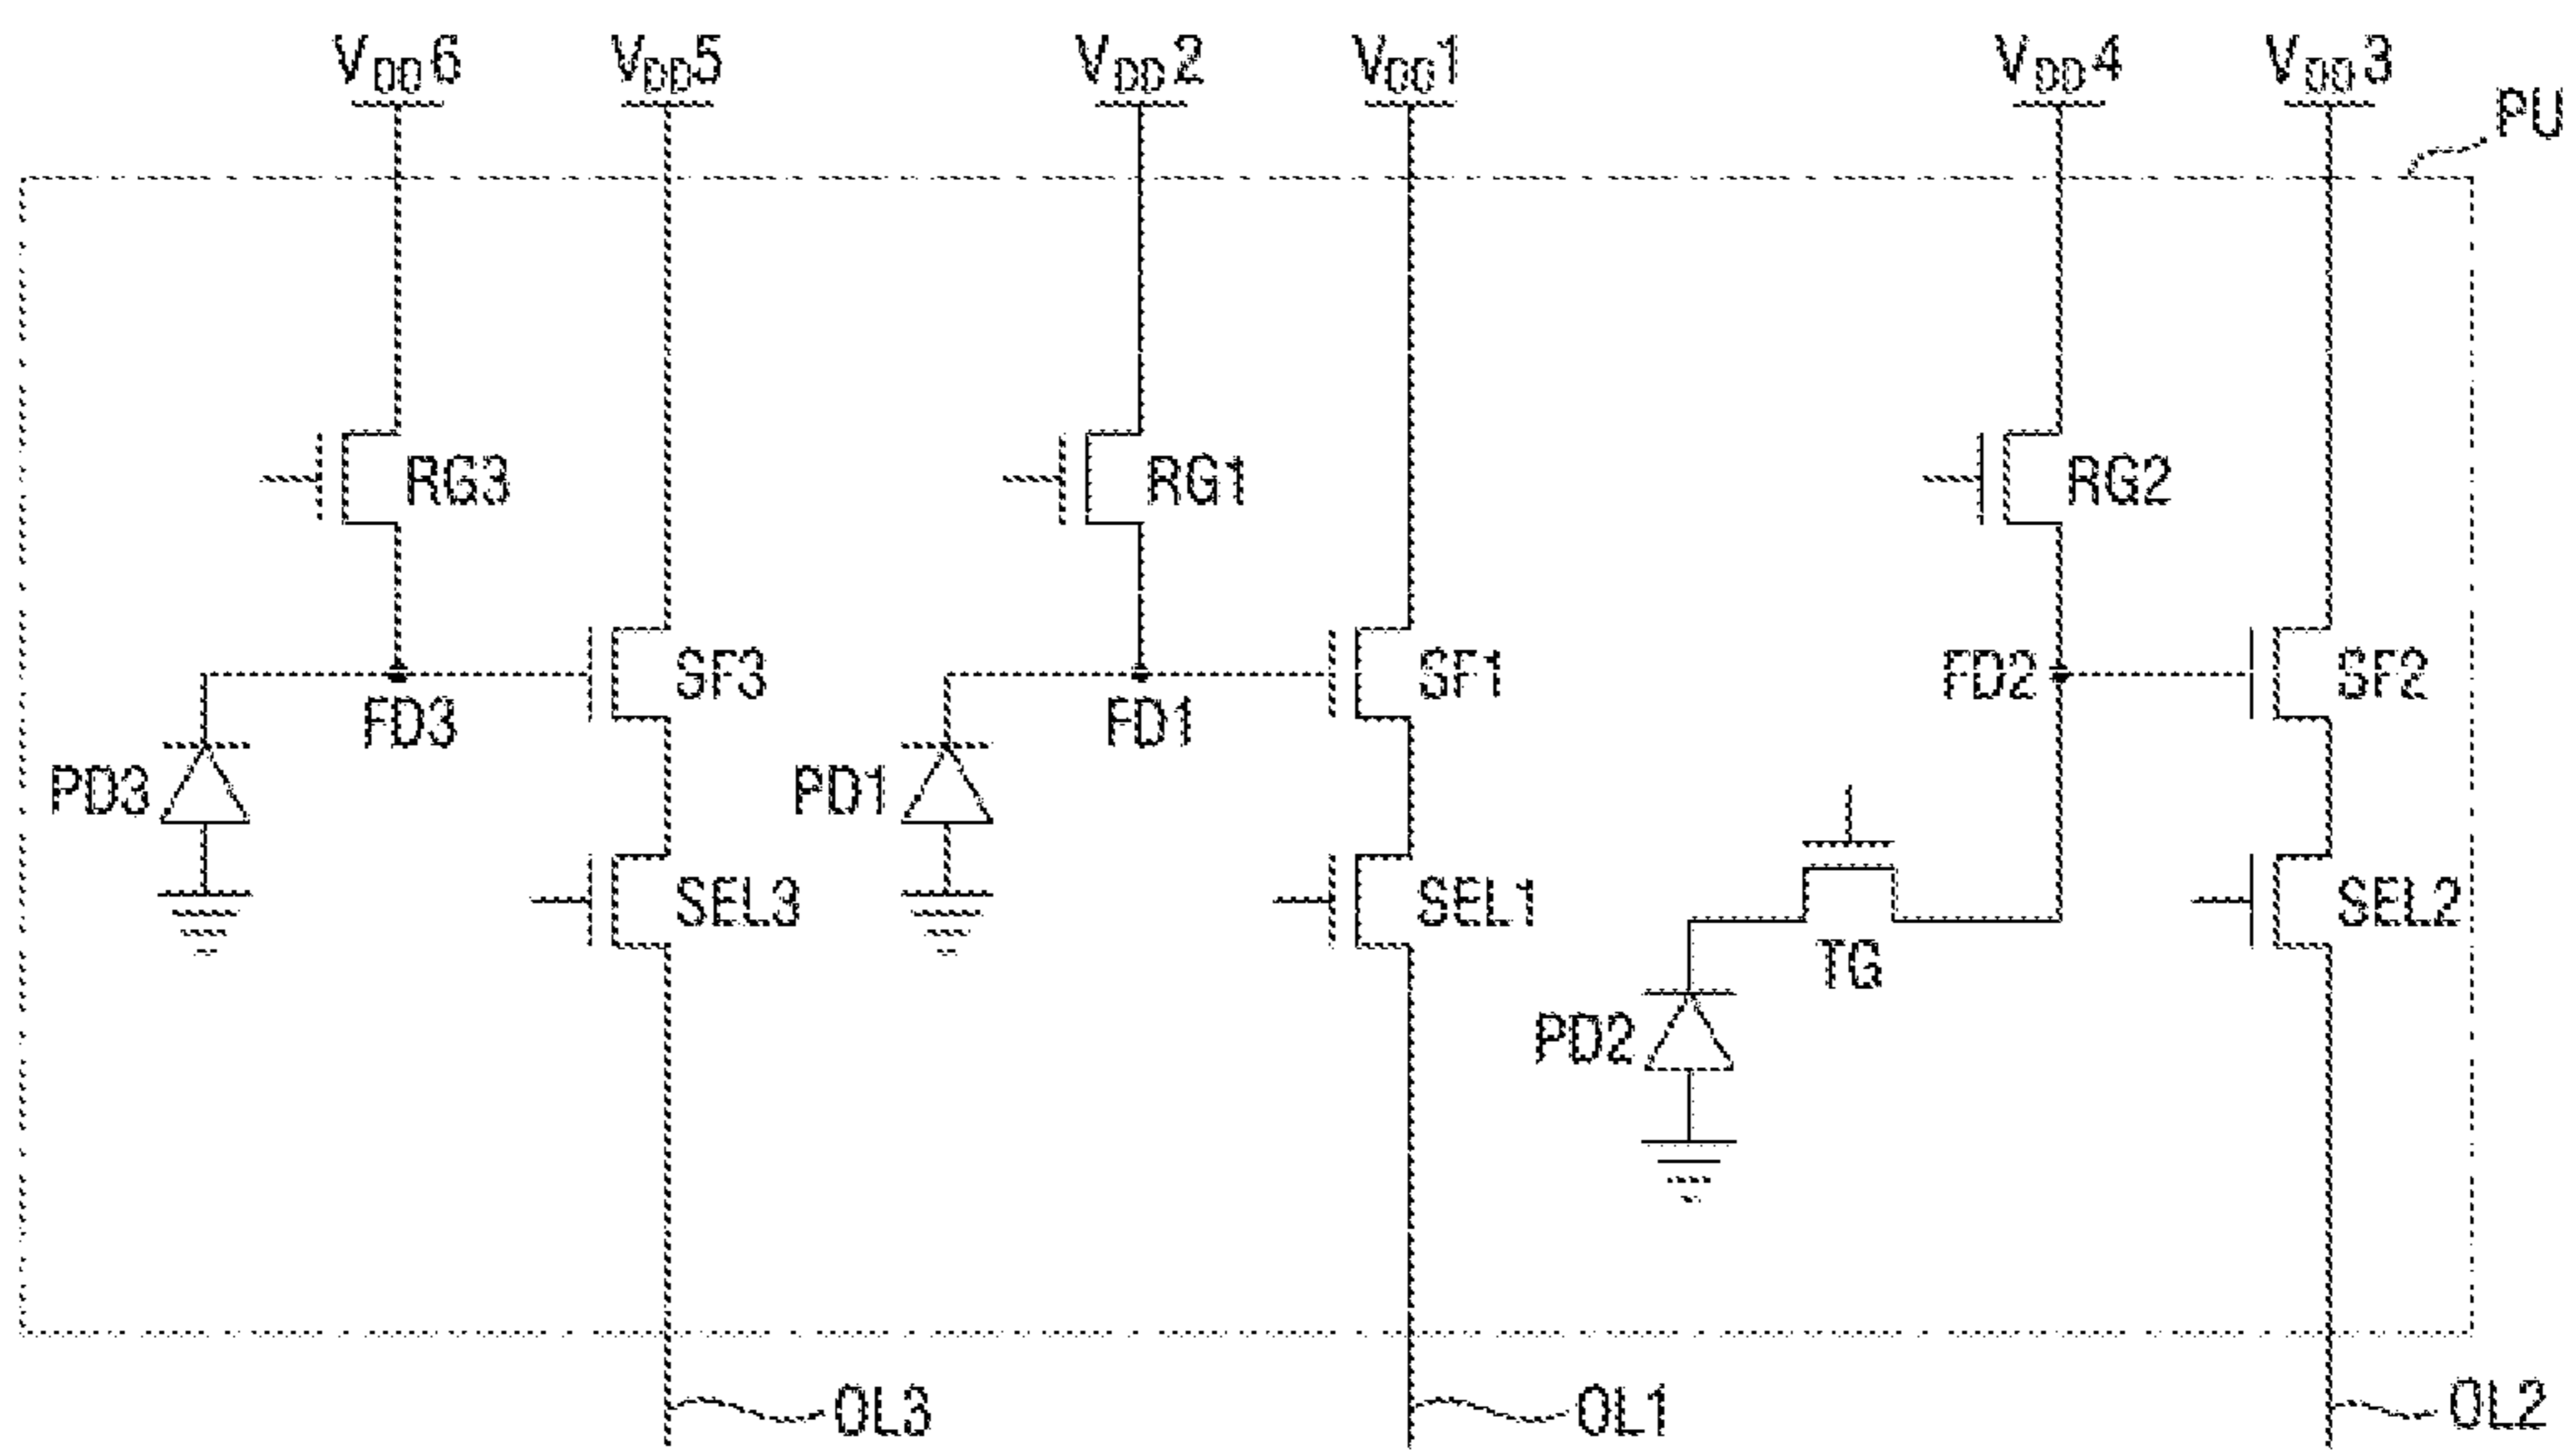 VDD6 VDD5 VDD2 VDD1 VDD4 VDD3
PU
RG3 RG1 RG2
SF3 SF1 FD2 SF2
FD3 FD1
PD3 PD1
SEL3 SEL1 SEL2
TG
PD2
OL3 OL1 OL2